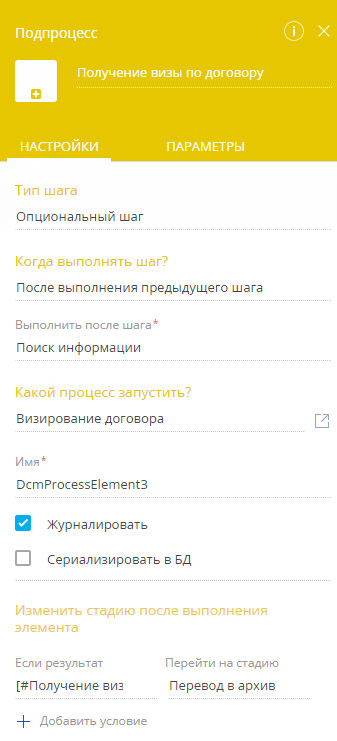 Подпроцесс
Получение визы по договору
НАСТРОЙКИ ПАРАМЕТРЫ
Тип шага
Опциональный шаг
Когда выполнять шаг?
После выполнения предыдущего шага
Выполнить после шага*
Поиск информации
Какой процесс запустить?
Визирование договора
Имя*
DcmProcessElement3
Журналировать
Сериализировать в БД
Изменить стадию после выполнения
элемента
Если результат Перейти на стадию
[#Получение виз Перевод в архив
Добавить условие